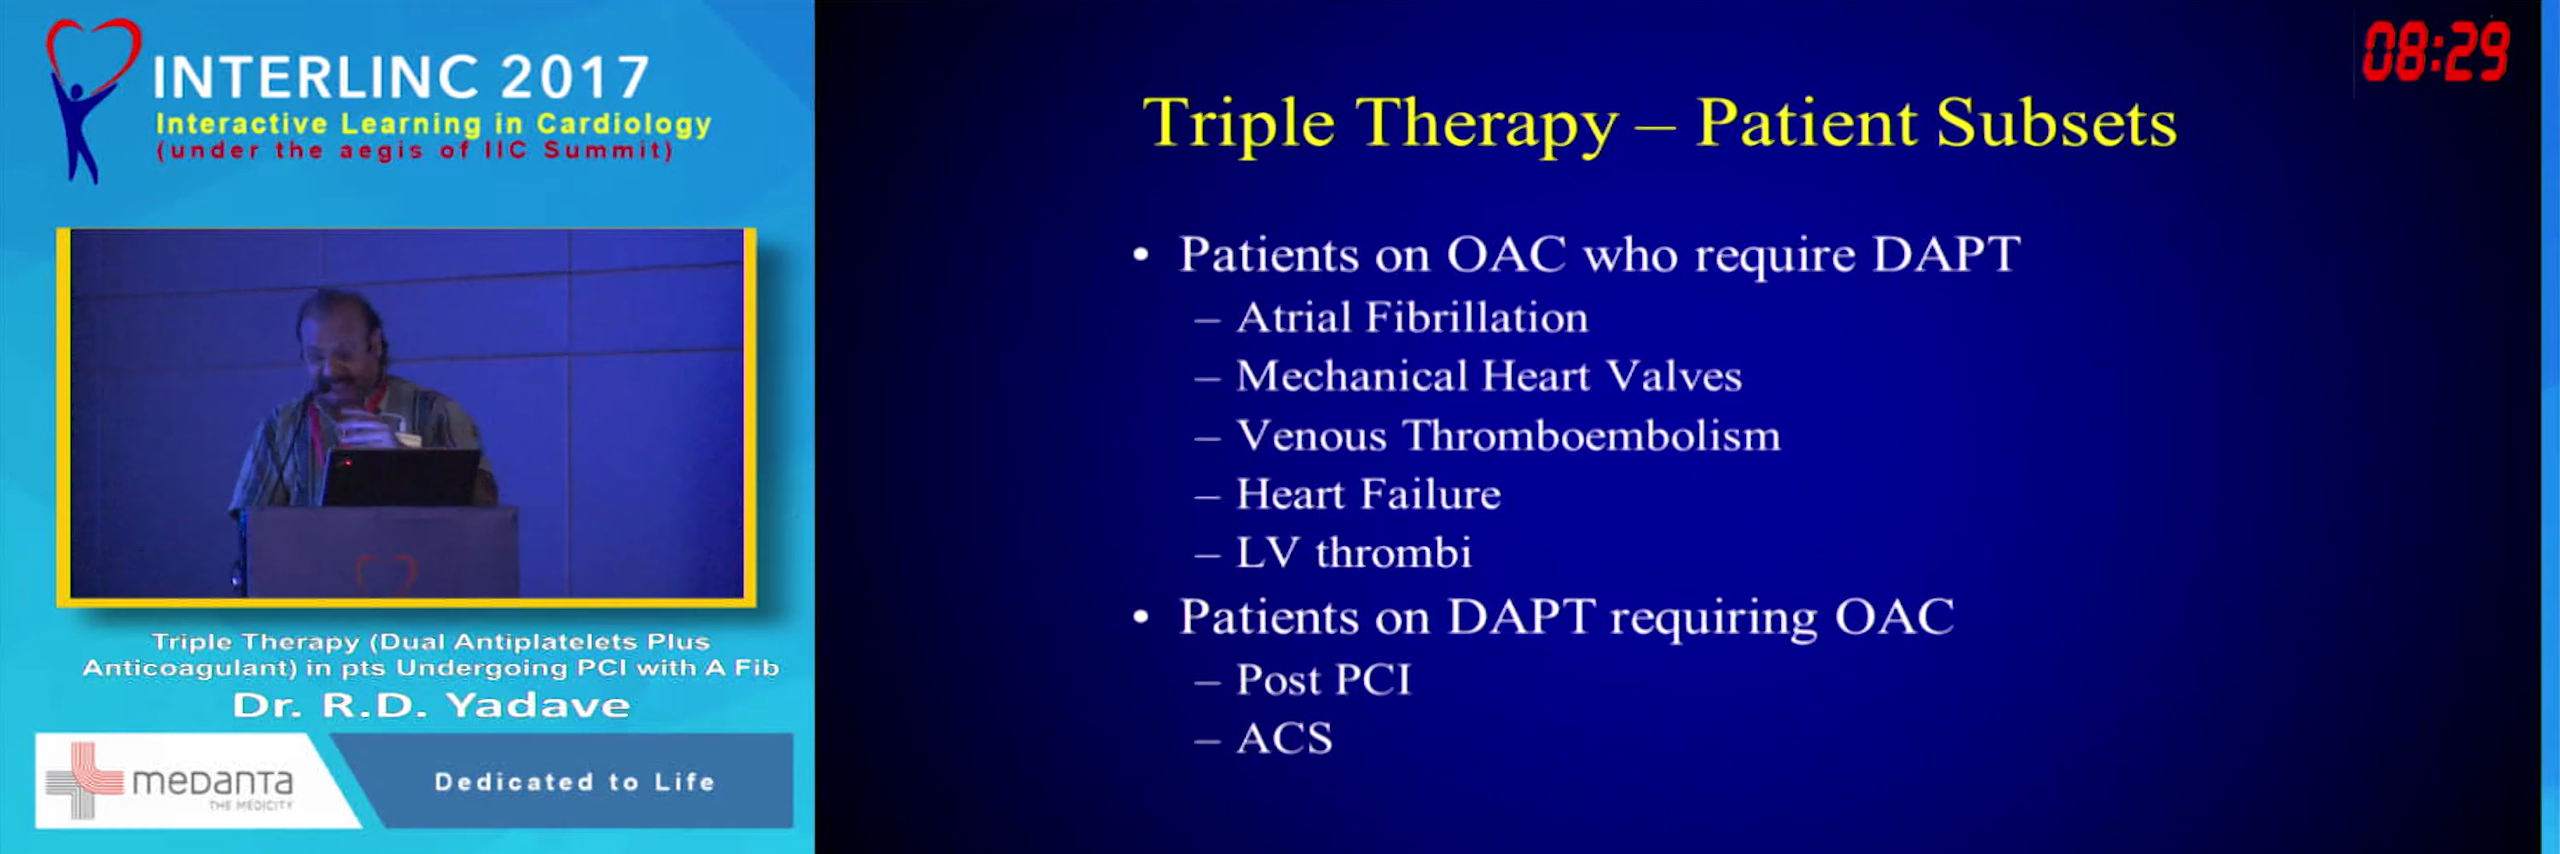 INTERLINC 2017
Interactive Learning in Cardiology
(under the aegis of IIC Summit)
Triple Therapy (Dual Antiplatelets Plus
Anticoagulant) in pts Undergoing PCI with A Fib
Dr. R.D. Yadave
meDanTa
THE MEDICITY
Dedicated to Life
08:29
Triple Therapy – Patient Subsets
• Patients on OAC who require DAPT
– Atrial Fibrillation
– Mechanical Heart Valves
– Venous Thromboembolism
– Heart Failure
– LV thrombi
• Patients on DAPT requiring OAC
– Post PCI
– ACS